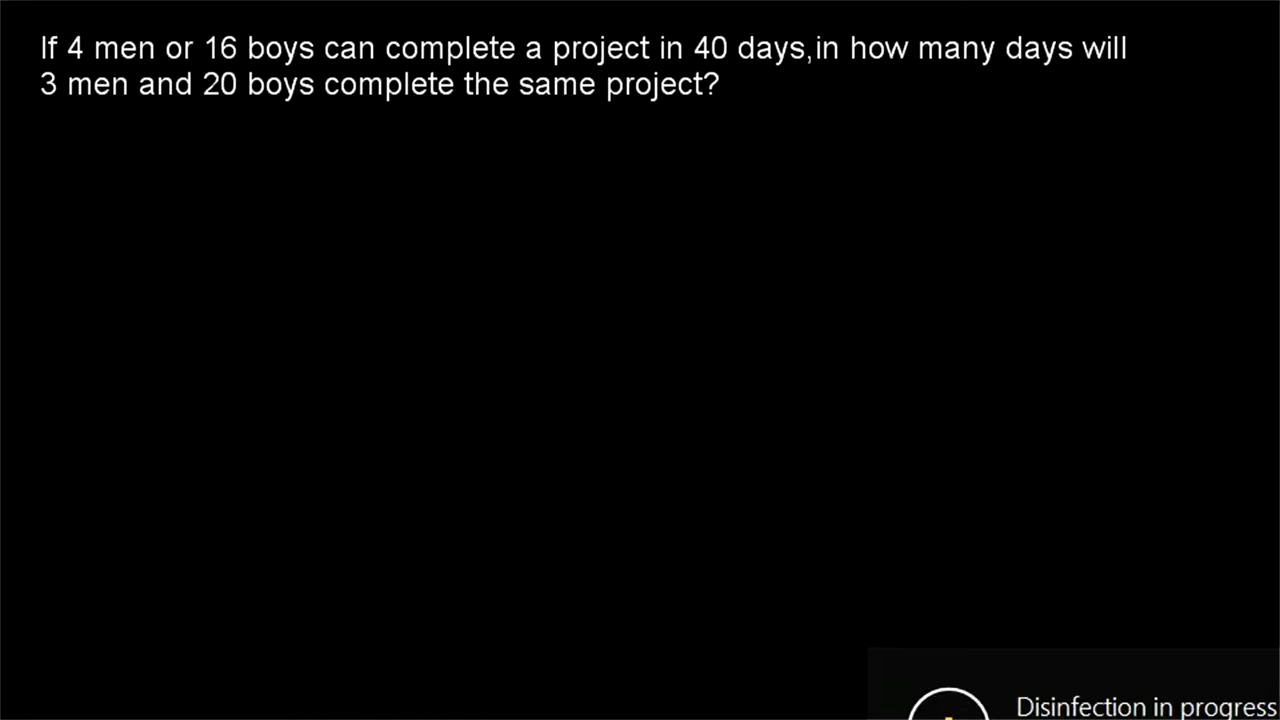 If 4 men or 16 boys can complete a project in 40 days,in how many days will
3 men and 20 boys complete the same project?
Disinfection in progress